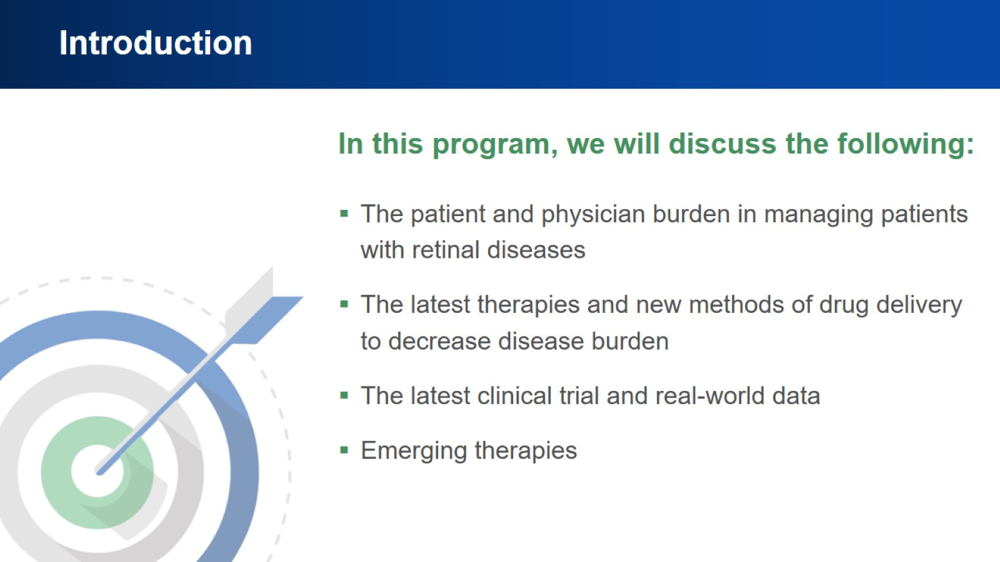 Introduction
In this program, we will discuss the following:
▪ The patient and physician burden in managing patients
with retinal diseases
▪ The latest therapies and new methods of drug delivery
to decrease disease burden
▪ The latest clinical trial and real-world data
▪ Emerging therapies